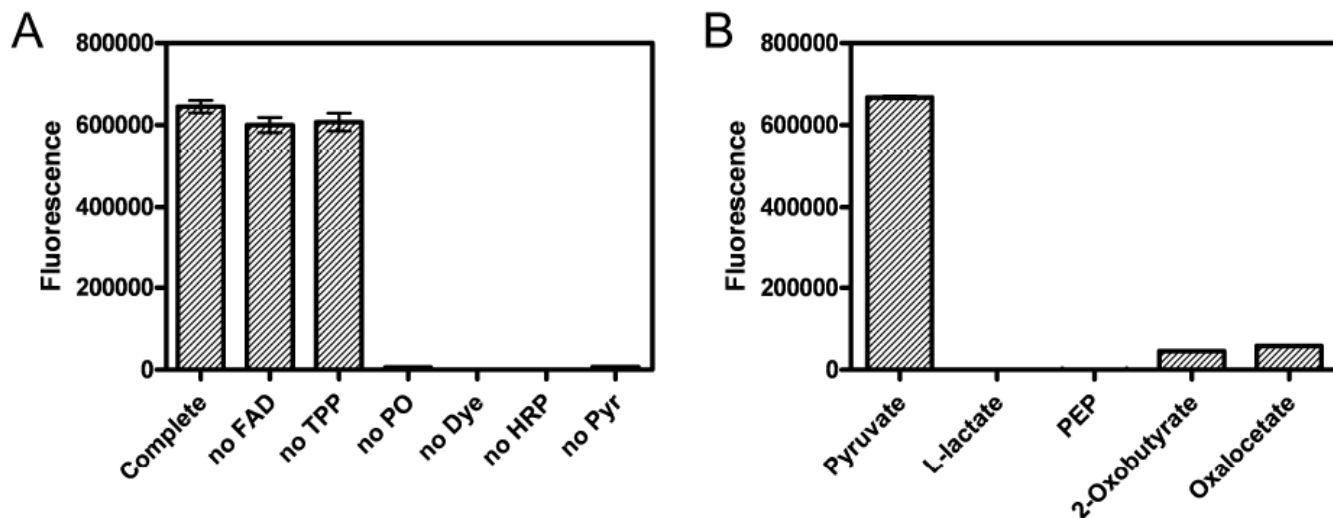 A
Fluorescence
800000
600000
400000
200000
0
Complete
no FAD
no TPP
no PO
no Dye
no HRP
no Pyr
B
Fluorescence
800000
600000
400000
200000
0
Pyruvate
L-lactate
PEP
2-Oxobutyrate
Oxalocetate